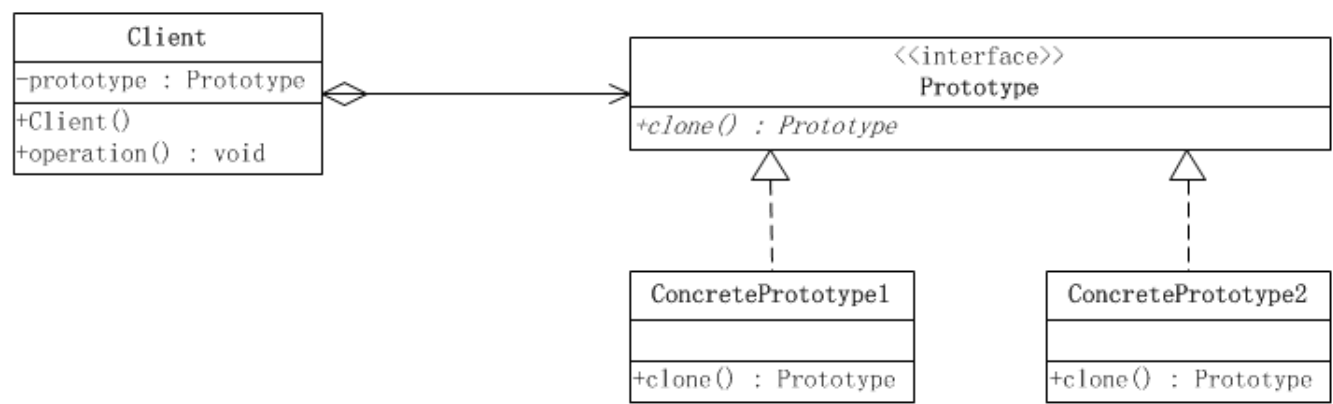 Client
-prototype : Prototype
+Client()
+operation() : void
<<interface>>
Prototype
+clone() : Prototype
ConcretePrototype1
+clone() : Prototype
ConcretePrototype2
+clone() : Prototype